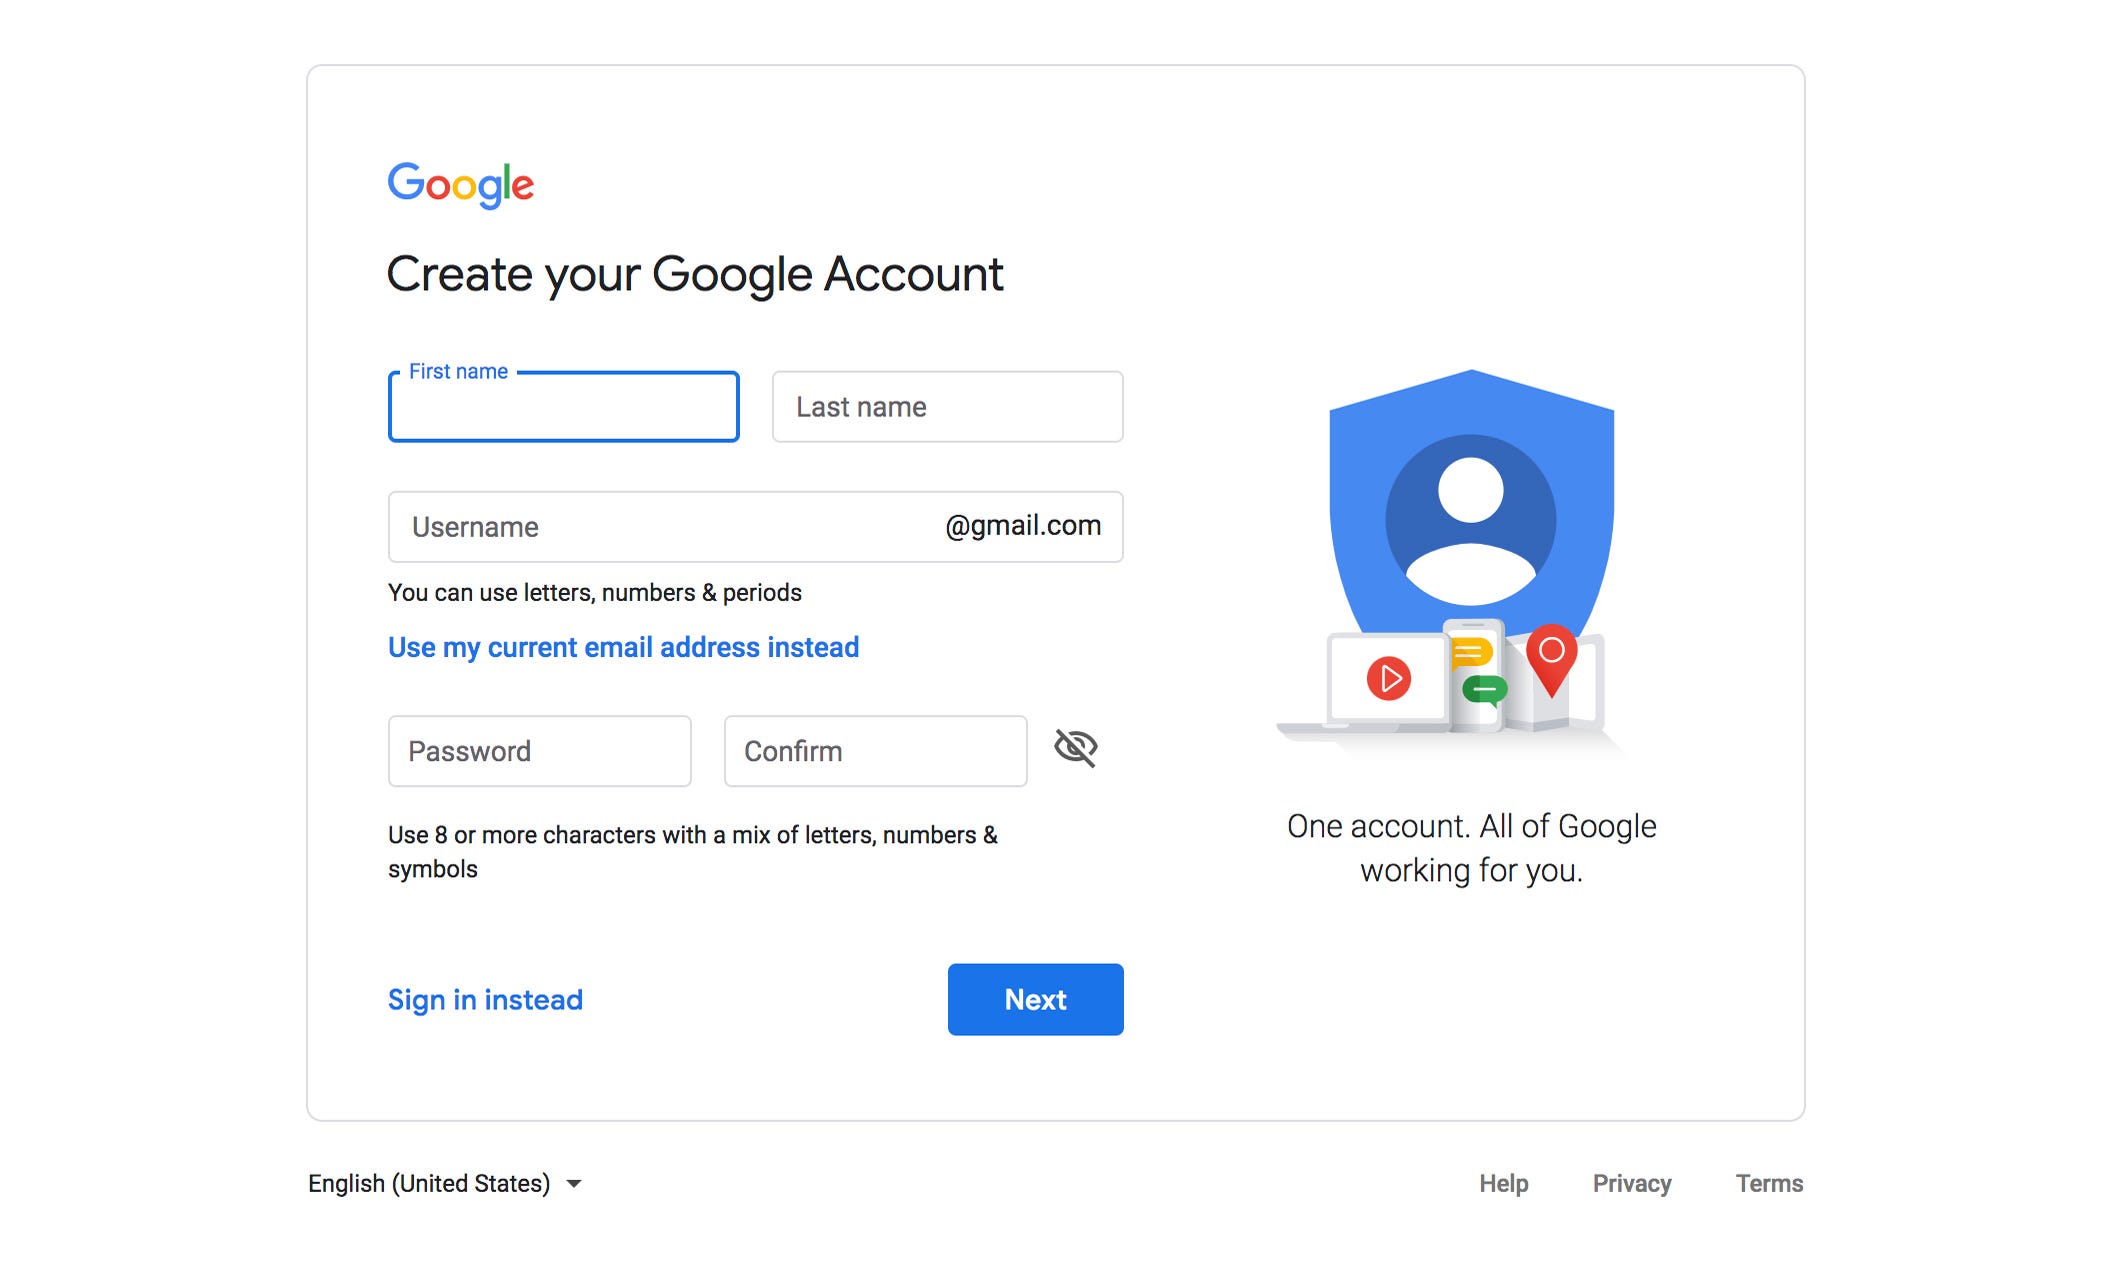 Google
Create your Google Account
First name
Last name
Username
@gmail.com
You can use letters, numbers & periods
Use my current email address instead
Password
Confirm
Use 8 or more characters with a mix of letters, numbers &
symbols
Sign in instead
Next
One account. All of Google
working for you.
English (United States)
Help
Privacy
Terms